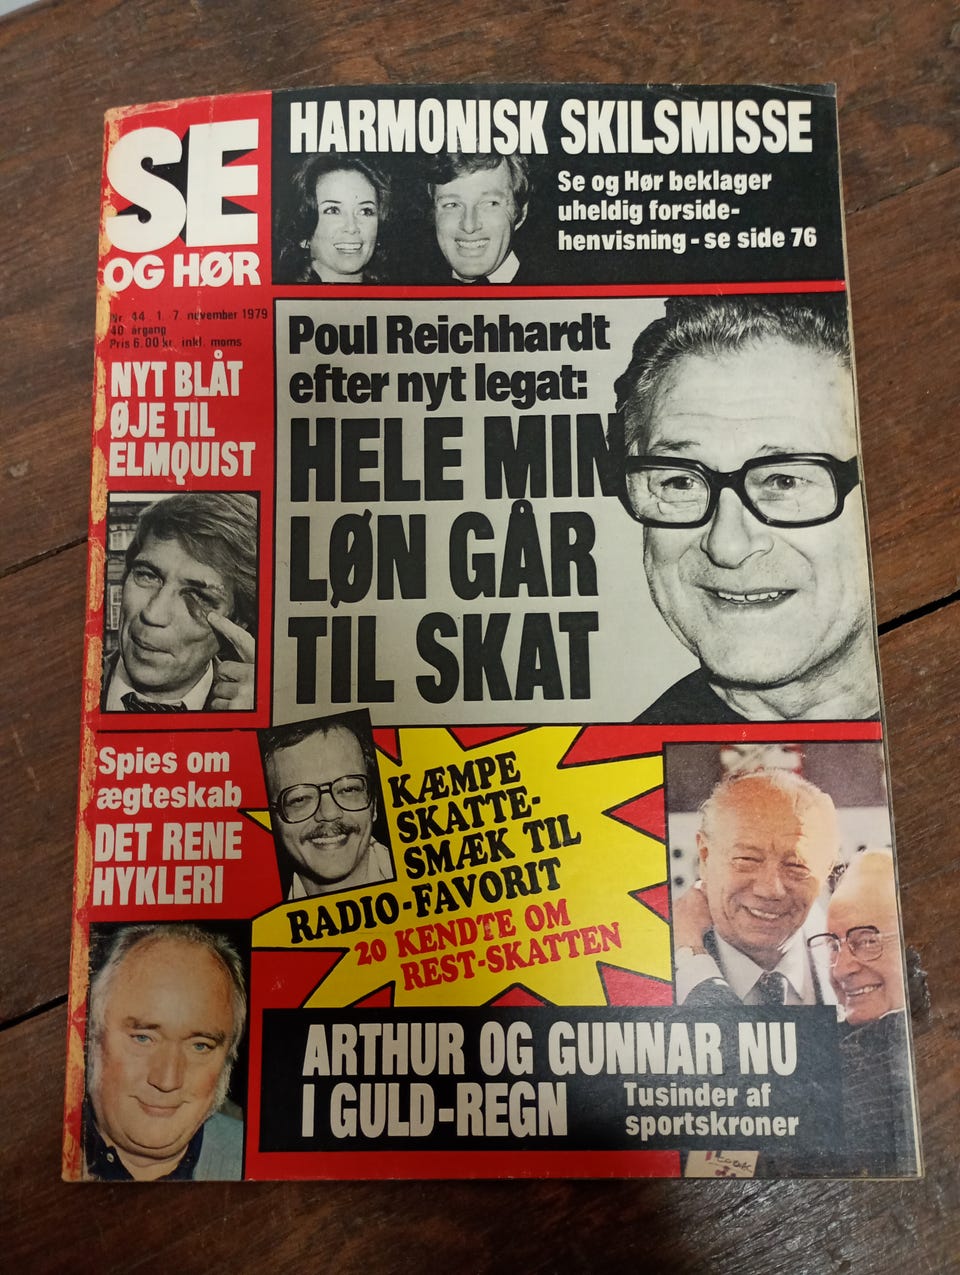 SE
OG HØR
Nr. 44. 1. - 7. november 1979
40. årgang
Pris 6.00 kr. inkl. moms
HARMONISK SKILSMISSE
Se og Hør beklager
uheldig forside-
henvisning - se side 76
NYT BLÅT
ØJE TIL
ELMQUIST
Poul Reichhardt
efter nyt legat:
HELE MIN
LØN GÅR
TIL SKAT
Spies om
ægteskab
DET RENE
HYKLERI
KÆMPE
SKATTE-
SMÆK TIL
RADIO-FAVORIT
20 KENDTE OM
REST-SKATTEN
ARTHUR OG GUNNAR NU
I GULD-REGN
Tusinder af
sportskroner